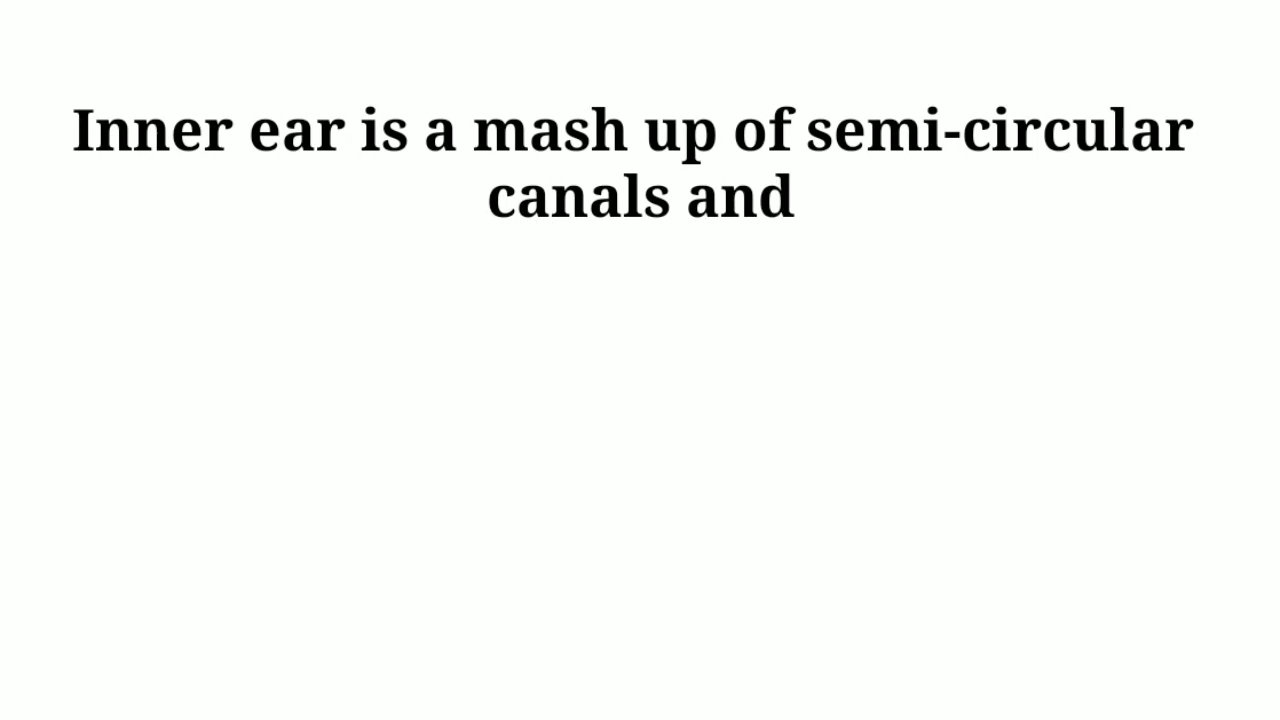 Inner ear is a mash up of semi-circular
canals and